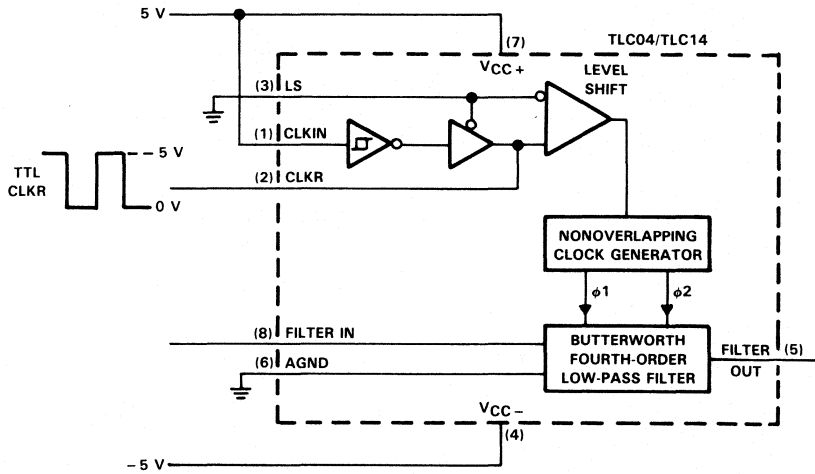 5 V
(7)
TLC04/TLC14
VCC+
LEVEL
SHIFT
(3) LS
(1) CLKIN
TTL
CLKR
5 V
0 V
(2) CLKR
NONOVERLAPPING
CLOCK GENERATOR
ϕ1
ϕ2
(8) FILTER IN
(6) AGND
BUTTERWORTH
FOURTH-ORDER
LOW-PASS FILTER
FILTER
OUT
(5)
VCC−
(4)
−5 V